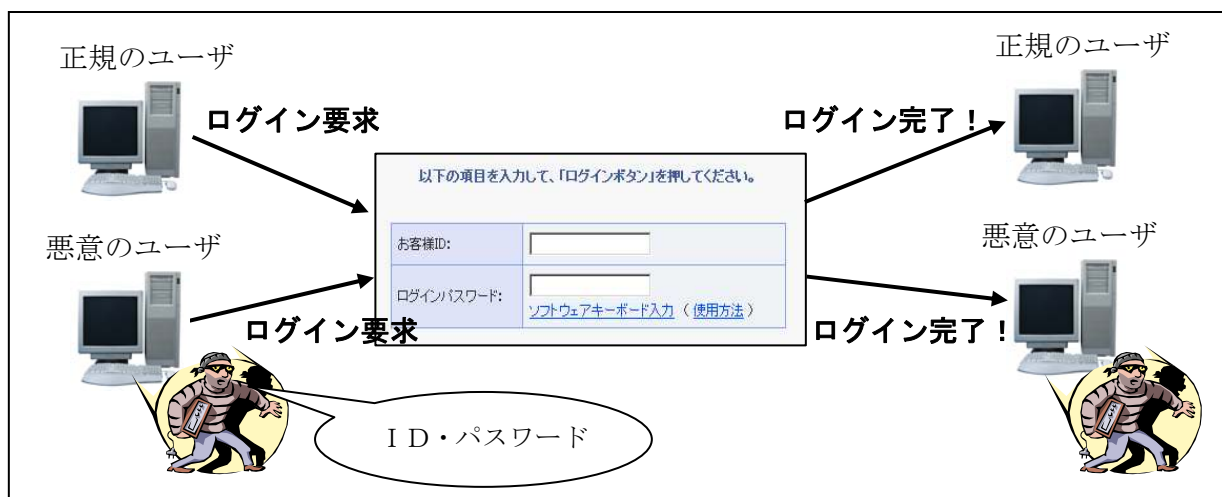 正規のユーザ
正規のユーザ
ログイン要求
ログイン完了！
以下の項目を入力して、「ログインボタン」を押してください。
お客様ID:
ログインパスワード:
ソフトウェアキーボード入力 （使用方法）
悪意のユーザ
悪意のユーザ
ログイン要求
ログイン完了！
ＩＤ・パスワード